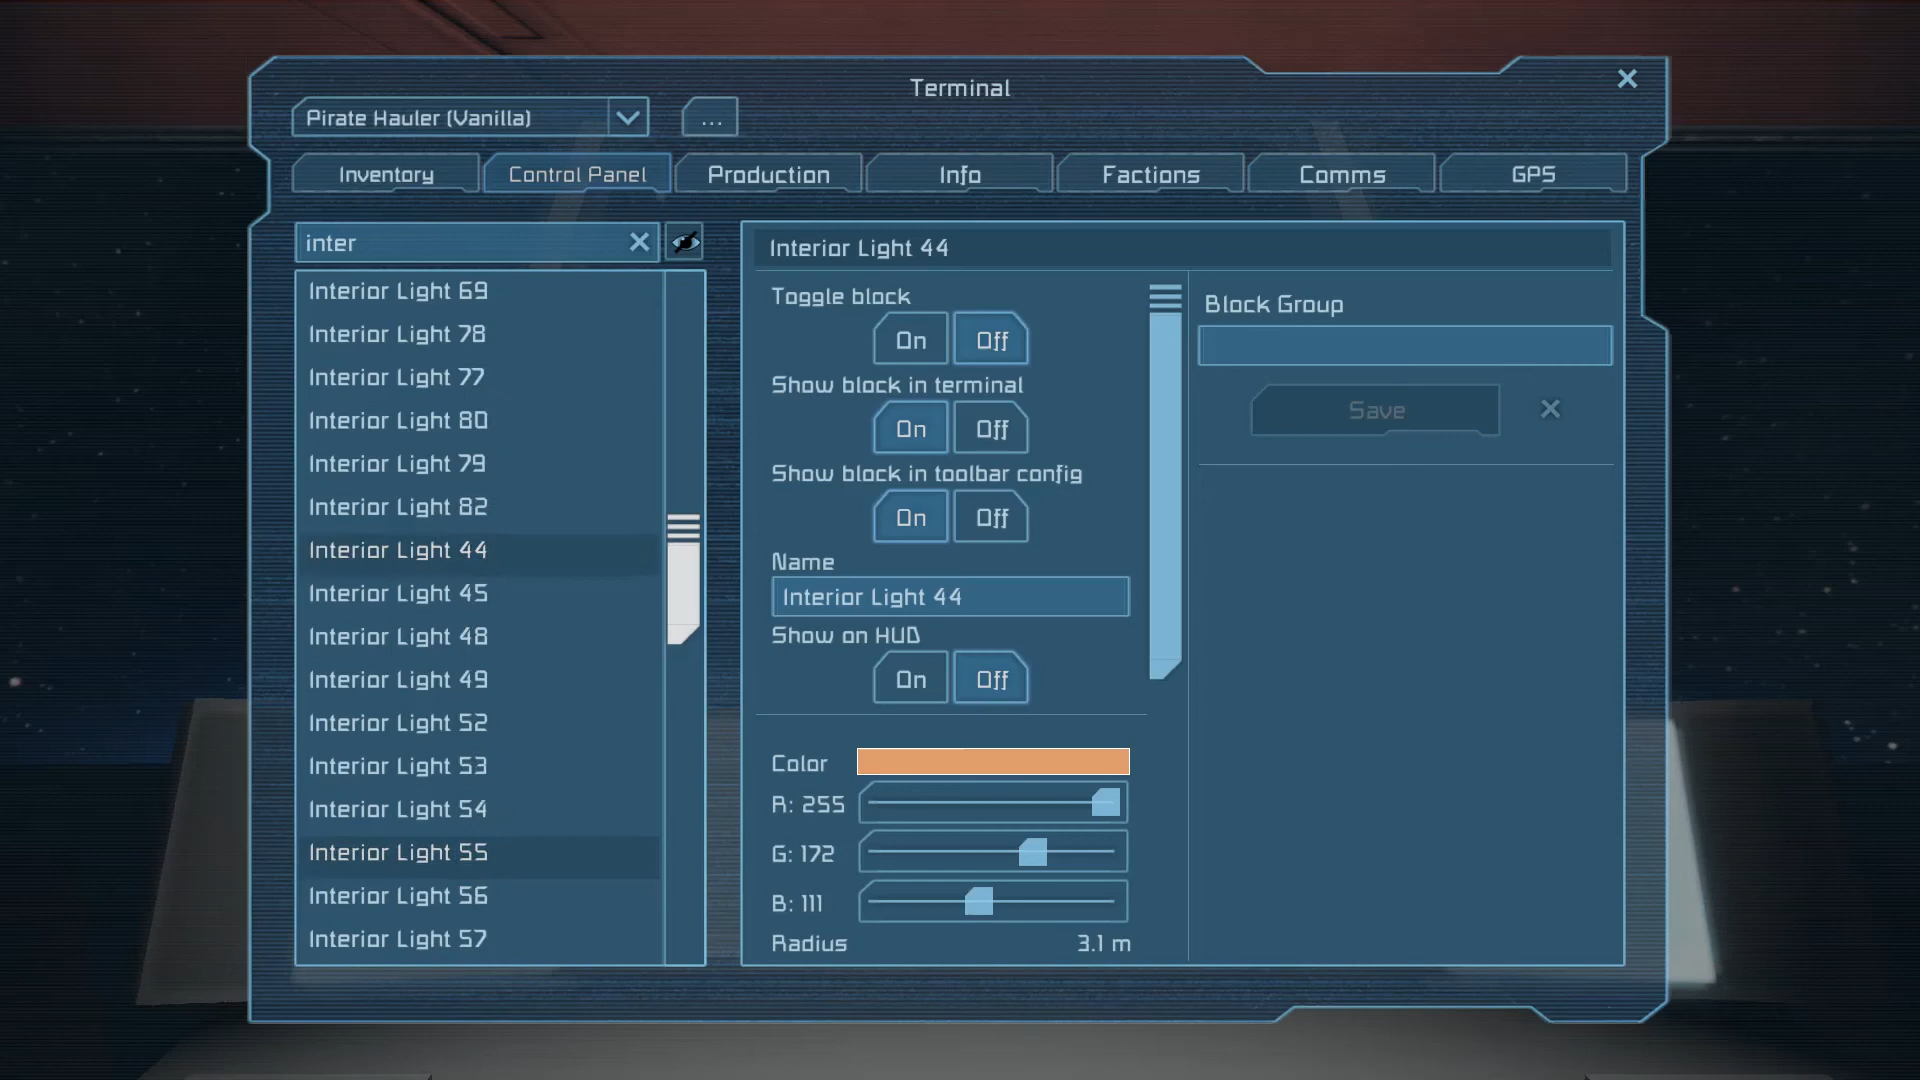 Terminal
Pirate Hauler (Vanilla)
...
Inventory
Control Panel
Production
Info
Factions
Comms
GPS
inter
Interior Light 69
Interior Light 78
Interior Light 77
Interior Light 80
Interior Light 79
Interior Light 82
Interior Light 44
Interior Light 45
Interior Light 48
Interior Light 49
Interior Light 52
Interior Light 53
Interior Light 54
Interior Light 55
Interior Light 56
Interior Light 57
Interior Light 44
Toggle block
On Off
Show block in terminal
On Off
Show block in toolbar config
On Off
Name
Interior Light 44
Show on HUD
On Off
Color
R: 255
G: 172
B: 111
Radius 3.1 m
Block Group
Save